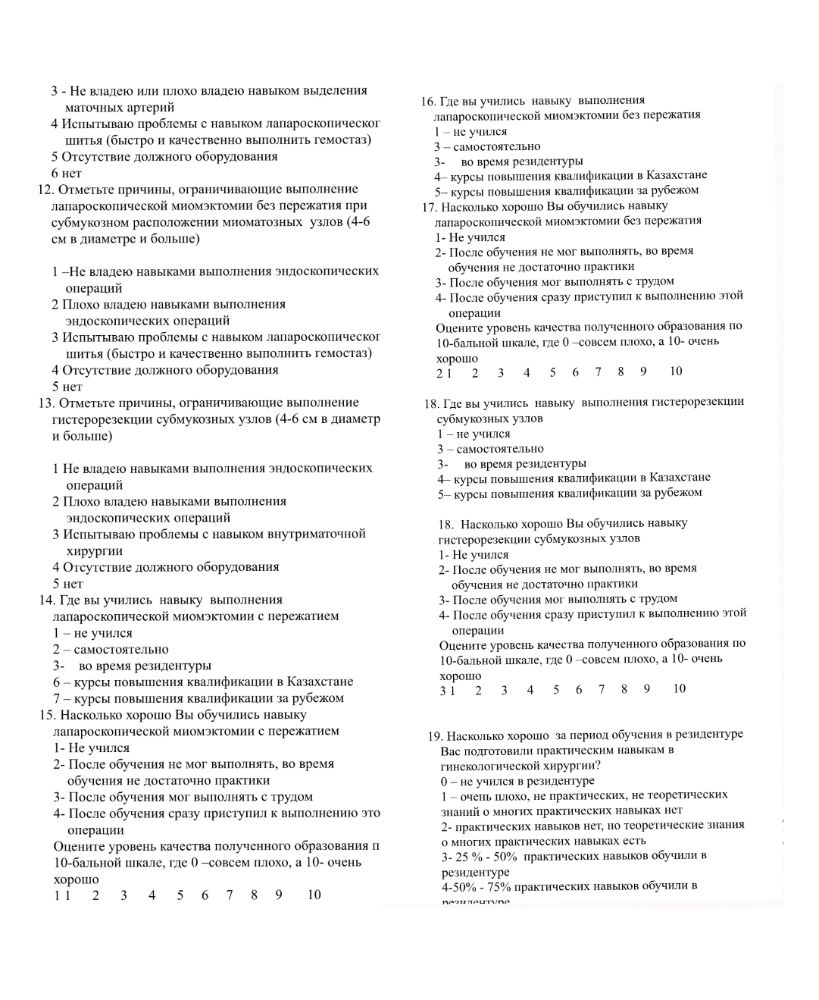 3 - Не владею или плохо владею навыком выделения
маточных артерий
4 Испытываю проблемы с навыком лапароскопическог
шитья (быстро и качественно выполнить гемостаз)
5 Отсутствие должного оборудования
6 нет
12. Отметьте причины, ограничивающие выполнение
лапароскопической миомэктомии без пережатия при
субмукозном расположении миоматозных узлов (4-6
см в диаметре и больше)
1 –Не владею навыками выполнения эндоскопических
операций
2 Плохо владею навыками выполнения
эндоскопических операций
3 Испытываю проблемы с навыком лапароскопическог
шитья (быстро и качественно выполнить гемостаз)
4 Отсутствие должного оборудования
5 нет
13. Отметьте причины, ограничивающие выполнение
гистерорезекции субмукозных узлов (4-6 см в диаметр
и больше)
1 Не владею навыками выполнения эндоскопических
операций
2 Плохо владею навыками выполнения
эндоскопических операций
3 Испытываю проблемы с навыком внутриматочной
хирургии
4 Отсутствие должного оборудования
5 нет
14. Где вы учились навыку выполнения
лапароскопической миомэктомии с пережатием
1 – не учился
2 – самостоятельно
3- во время резидентуры
6 – курсы повышения квалификации в Казахстане
7 – курсы повышения квалификации за рубежом
15. Насколько хорошо Вы обучились навыку
лапароскопической миомэктомии с пережатием
1- Не учился
2- После обучения не мог выполнять, во время
обучения не достаточно практики
3- После обучения мог выполнять с трудом
4- После обучения сразу приступил к выполнению это
операции
Оцените уровень качества полученного образования п
10-бальной шкале, где 0 –совсем плохо, а 10- очень
хорошо
1 1 2 3 4 5 6 7 8 9 10
16. Где вы учились навыку выполнения
лапароскопической миомэктомии без пережатия
1 – не учился
3 – самостоятельно
3- во время резидентуры
4– курсы повышения квалификации в Казахстане
5– курсы повышения квалификации за рубежом
17. Насколько хорошо Вы обучились навыку
лапароскопической миомэктомии без пережатия
1- Не учился
2- После обучения не мог выполнять, во время
обучения не достаточно практики
3- После обучения мог выполнять с трудом
4- После обучения сразу приступил к выполнению этой
операции
Оцените уровень качества полученного образования по
10-бальной шкале, где 0 –совсем плохо, а 10- очень
хорошо
2 1 2 3 4 5 6 7 8 9 10
18. Где вы учились навыку выполнения гистерорезекции
субмукозных узлов
1 – не учился
3 – самостоятельно
3- во время резидентуры
4– курсы повышения квалификации в Казахстане
5– курсы повышения квалификации за рубежом
18. Насколько хорошо Вы обучились навыку
гистерорезекции субмукозных узлов
1- Не учился
2- После обучения не мог выполнять, во время
обучения не достаточно практики
3- После обучения мог выполнять с трудом
4- После обучения сразу приступил к выполнению этой
операции
Оцените уровень качества полученного образования по
10-бальной шкале, где 0 –совсем плохо, а 10- очень
хорошо
3 1 2 3 4 5 6 7 8 9 10
19. Насколько хорошо за период обучения в резидентуре
Вас подготовили практическим навыкам в
гинекологической хирургии?
0 – не учился в резидентуре
1 – очень плохо, не практических, не теоретических
знаний о многих практических навыках нет
2- практических навыков нет, но теоретические знания
о многих практических навыках есть
3- 25 % - 50% практических навыков обучили в
резидентуре
4-50% - 75% практических навыков обучили в
резидентуре